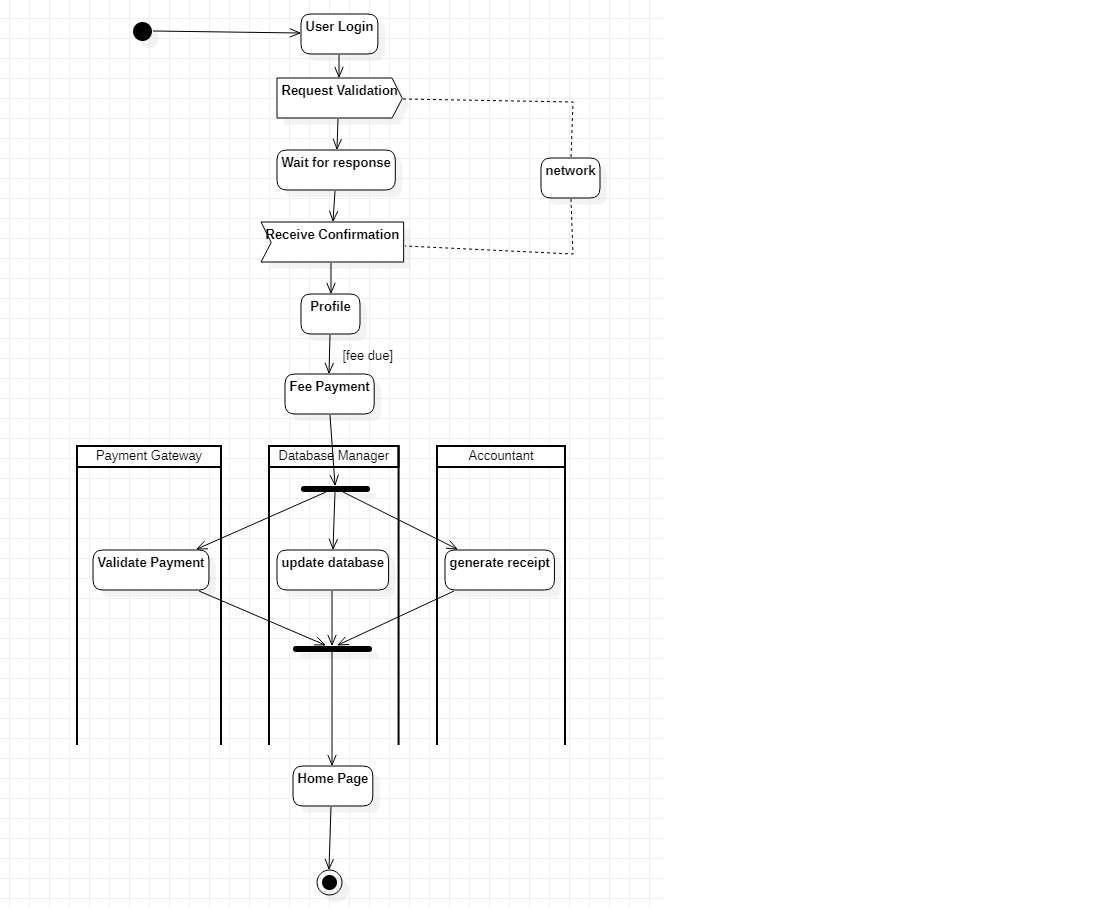 User Login
Request Validation
Wait for response
network
Receive Confirmation
Profile
[fee due]
Fee Payment
Payment Gateway
Database Manager
Accountant
Validate Payment
update database
generate receipt
Home Page